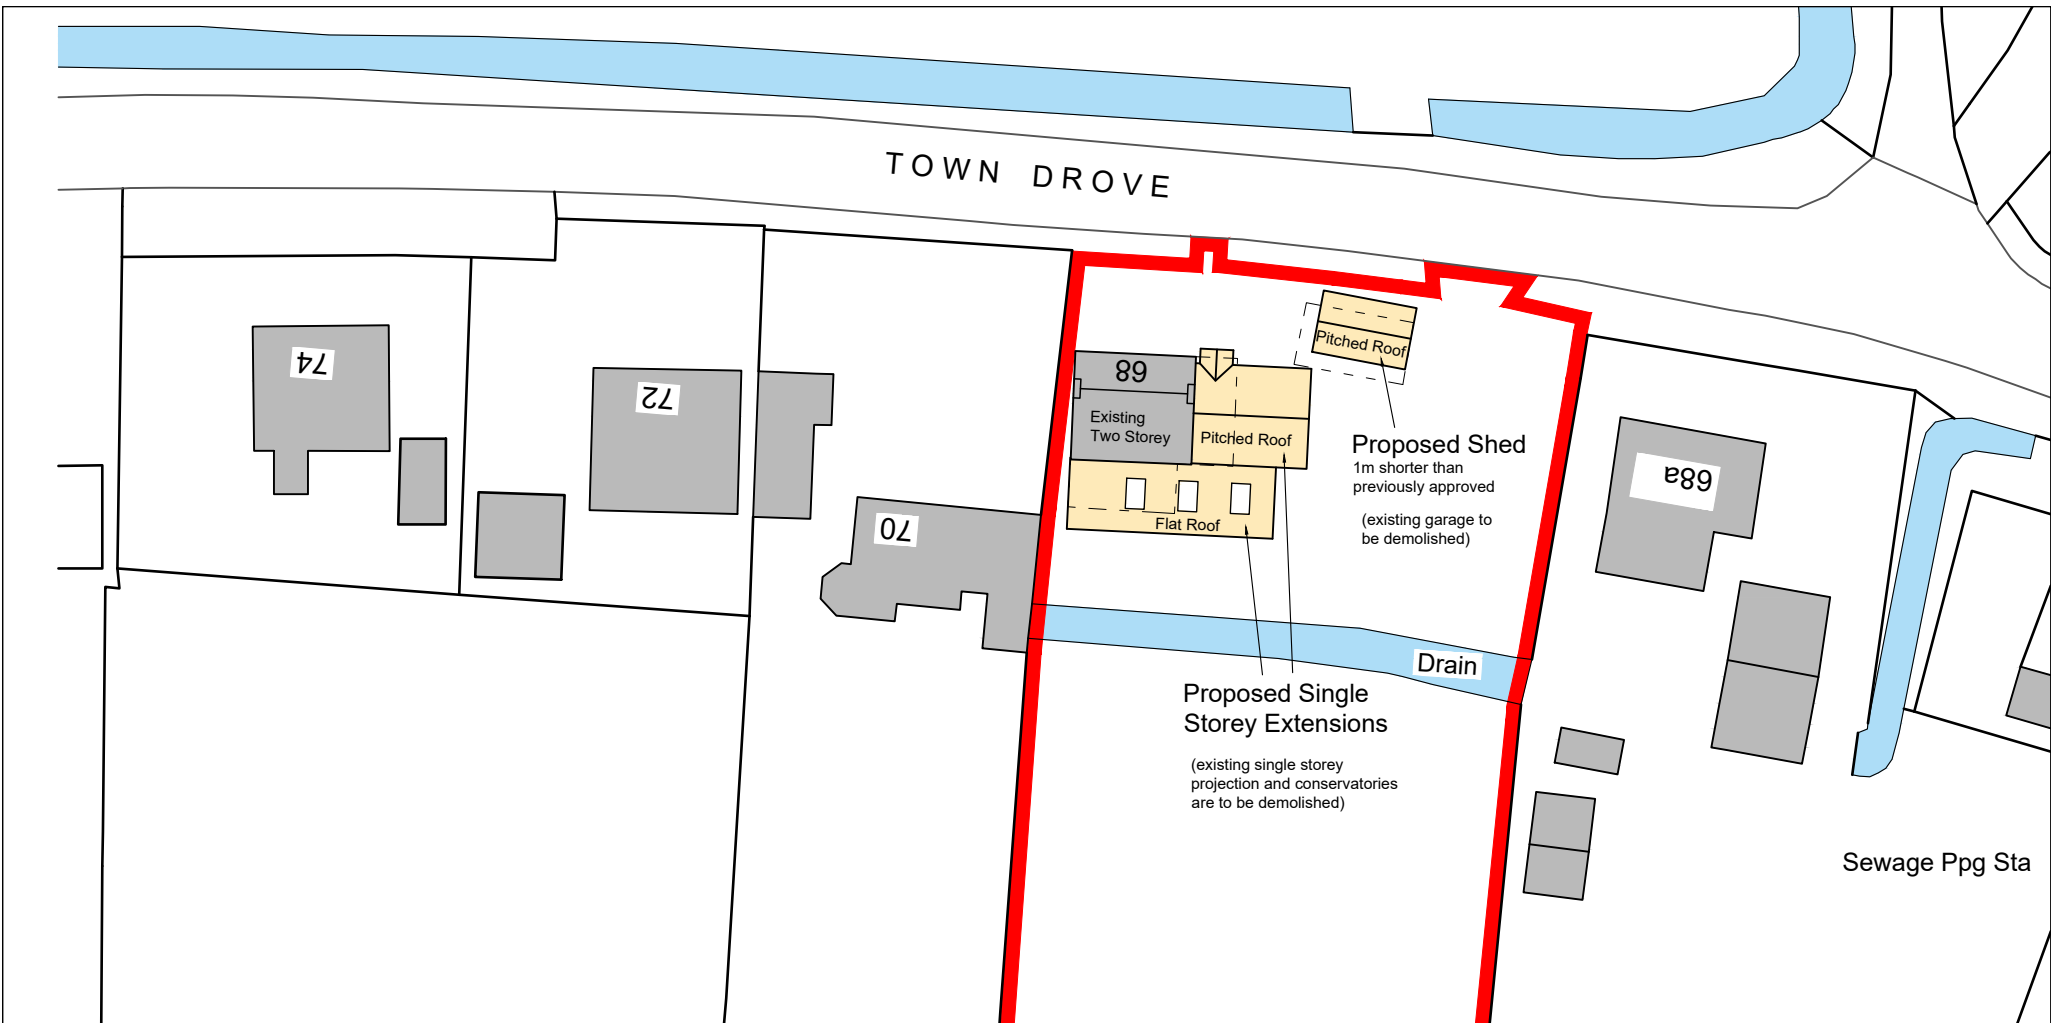 TOWN DROVE
74
72
70
68
Existing
Two Storey
Pitched Roof
Flat Roof
Pitched Roof
Proposed Shed
1m shorter than
previously approved
(existing garage to
be demolished)
68a
Drain
Proposed Single
Storey Extensions
(existing single storey
projection and conservatories
are to be demolished)
Sewage Ppg Sta